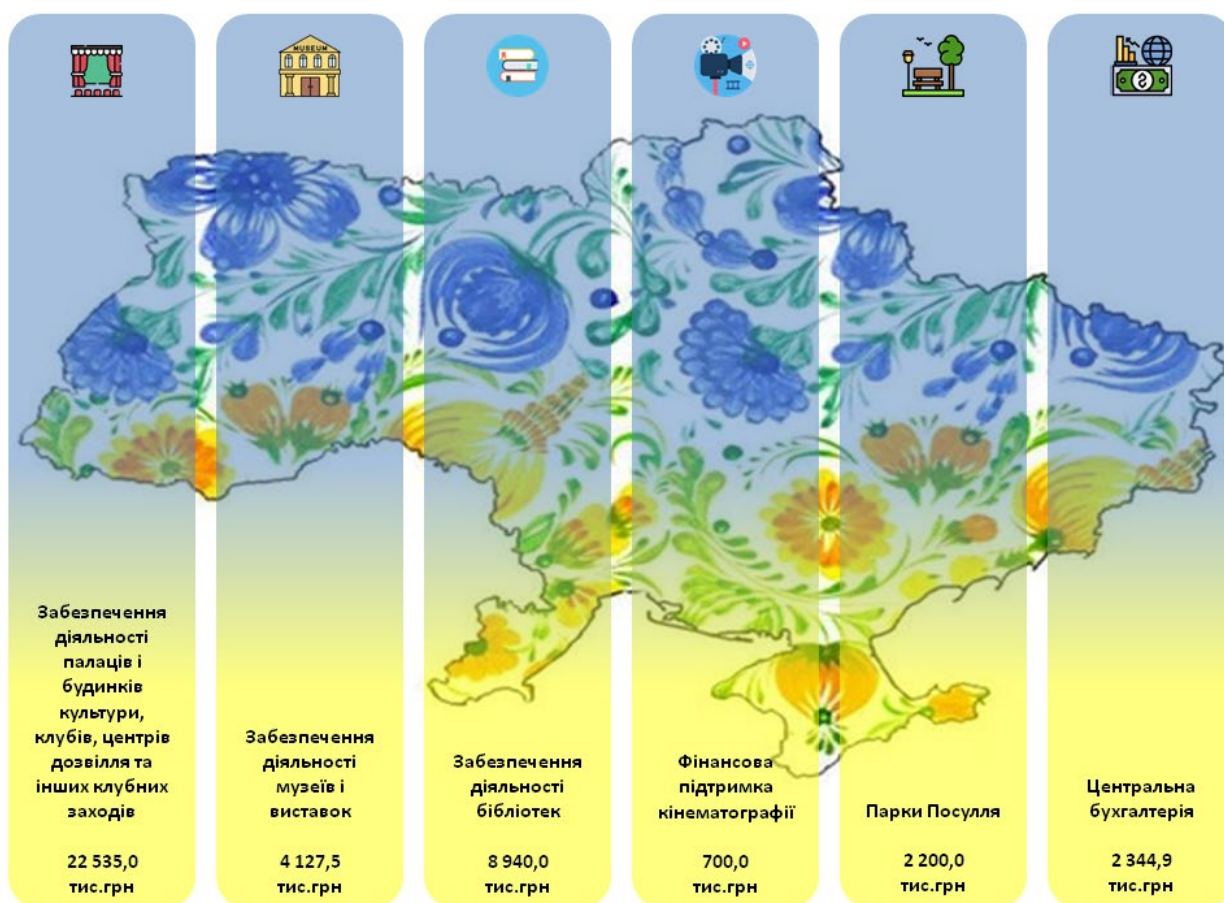 MUSEUM
Забезпечення
діяльності
палаців і
будинків
культури,
клубів, центрів
дозвілля та
інших клубних
заходів
22 535,0
тис.грн
Забезпечення
діяльності
музеїв і
виставок
4 127,5
тис.грн
Забезпечення
діяльності
бібліотек
8 940,0
тис.грн
Фінансова
підтримка
кінематографії
700,0
тис.грн
Парки Посулля
2 200,0
тис.грн
Центральна
бухгалтерія
2 344,9
тис.грн